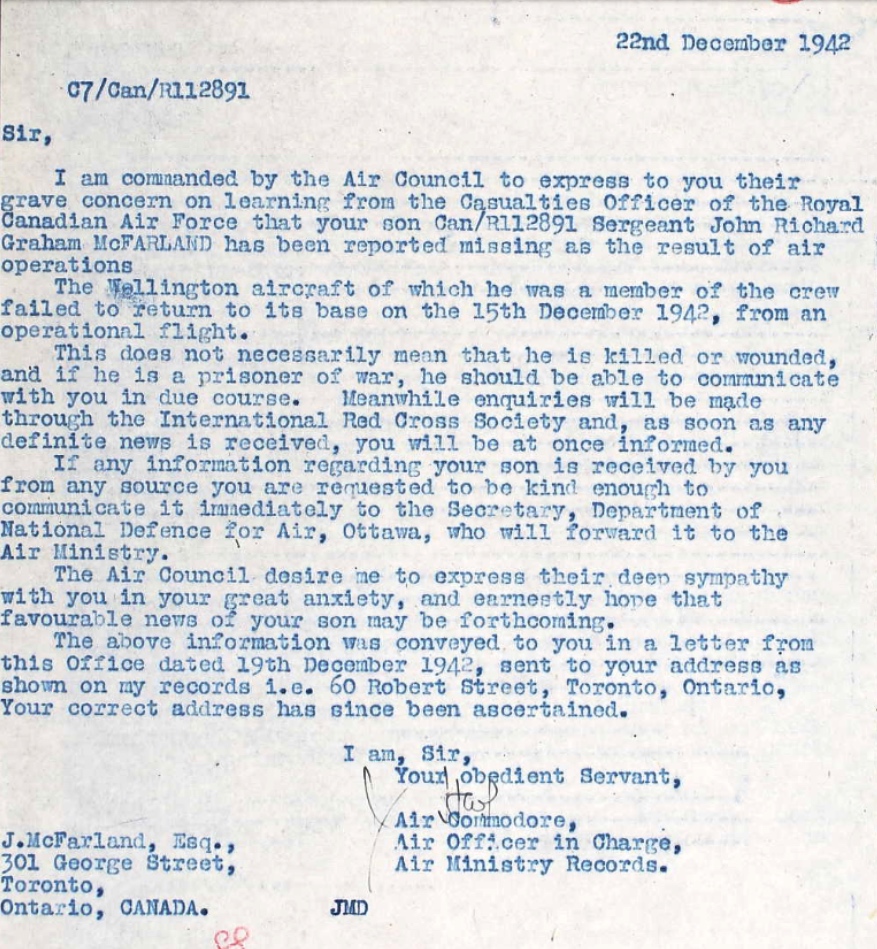 22nd December 1942
C7/Can/R112891
Sir,
I am commanded by the Air Council to express to you their
grave concern on learning from the Casualties Officer of the Royal
Canadian Air Force that your son Can/R112891 Sergeant John Richard
Graham McFARLAND has been reported missing as the result of air
operations
The Wellington aircraft of which he was a member of the crew
failed to return to its base on the 15th December 1942, from an
operational flight.
This does not necessarily mean that he is killed or wounded,
and if he is a prisoner of war, he should be able to communicate
with you in due course. Meanwhile enquiries will be made
through the International Red Cross Society and, as soon as any
definite news is received, you will be at once informed.
If any information regarding your son is received by you
from any source you are requested to be kind enough to
communicate it immediately to the Secretary, Department of
National Defence for Air, Ottawa, who will forward it to the
Air Ministry.
The Air Council desire me to express their deep sympathy
with you in your great anxiety, and earnestly hope that
favourable news of your son may be forthcoming.
The above information was conveyed to you in a letter from
this Office dated 19th December 1942, sent to your address as
shown on my records i.e. 60 Robert Street, Toronto, Ontario,
Your correct address has since been ascertained.
I am, Sir,
Your obedient Servant,
Air Commodore,
Air Officer in Charge,
Air Ministry Records.
J.McFarland, Esq.,
301 George Street,
Toronto,
Ontario, CANADA.
JMD